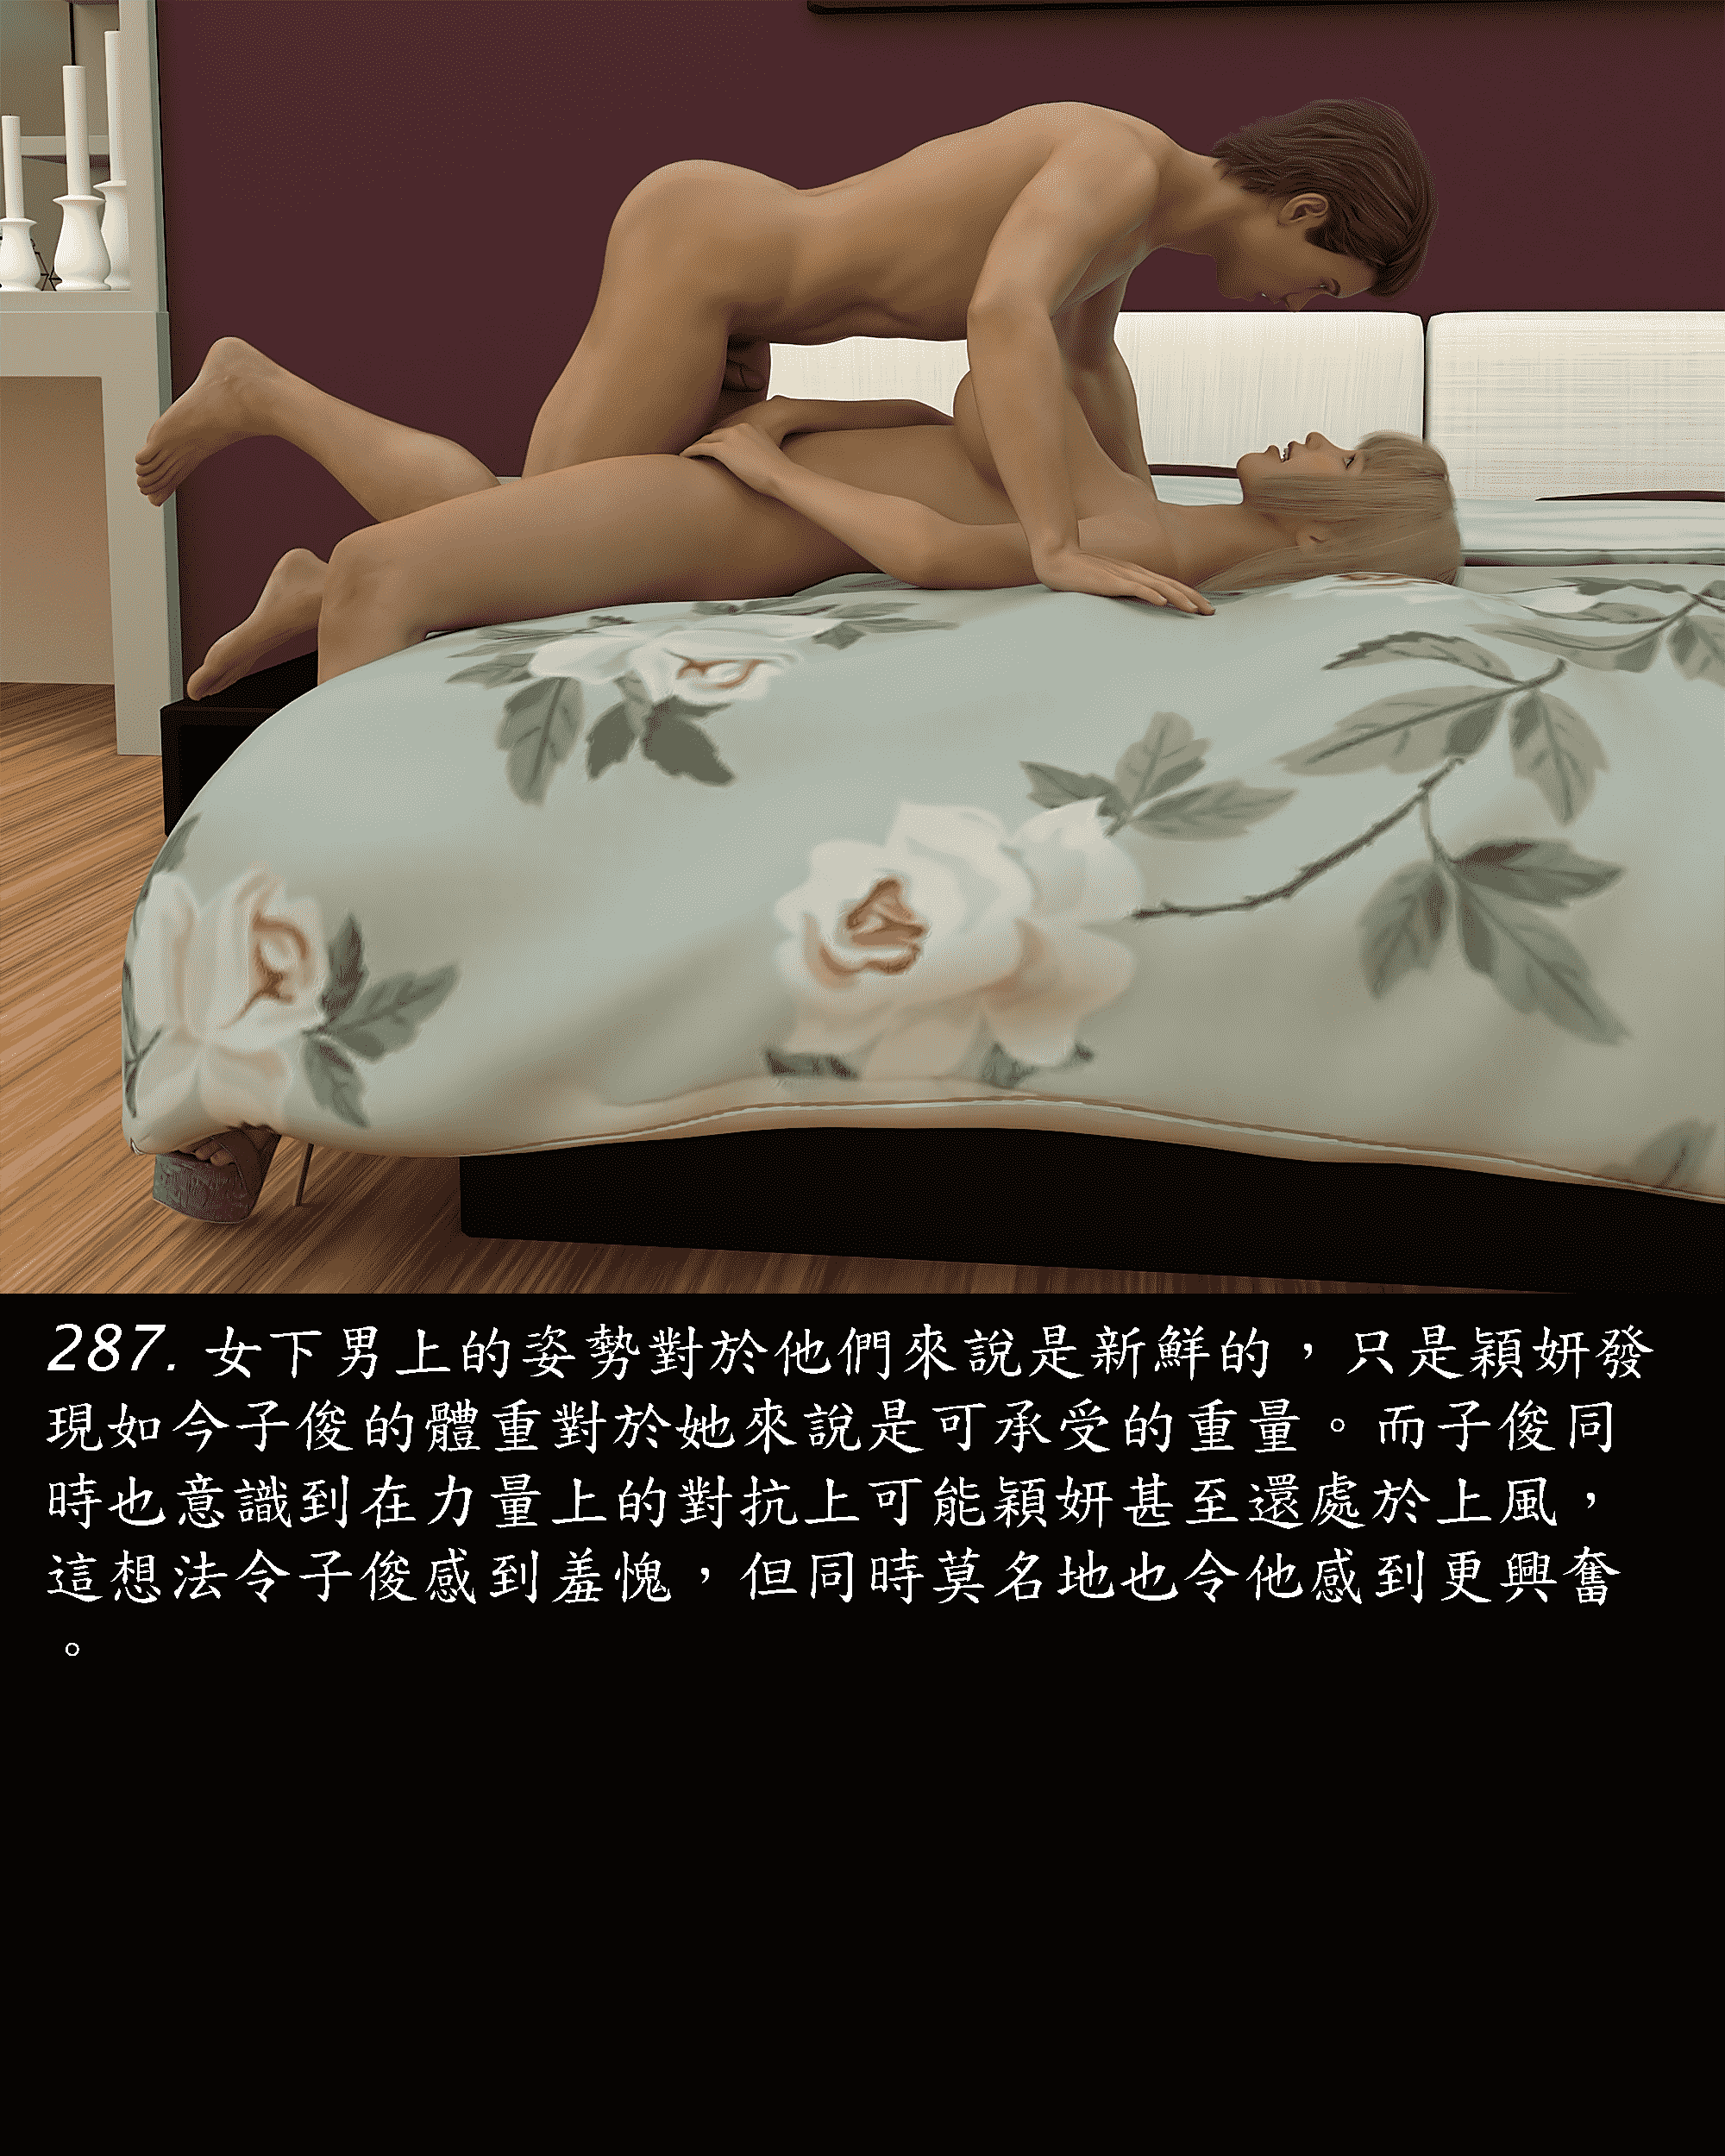 287. 女下男上的姿勢對於他們來說是新鮮的，只是穎妍發
現如今子俊的體重對於她來說是可承受的重量。而子俊同
時也意識到在力量上的對抗上可能穎妍甚至還處於上風，
這想法令子俊感到羞愧，但同時莫名地也令他感到更興奮
。